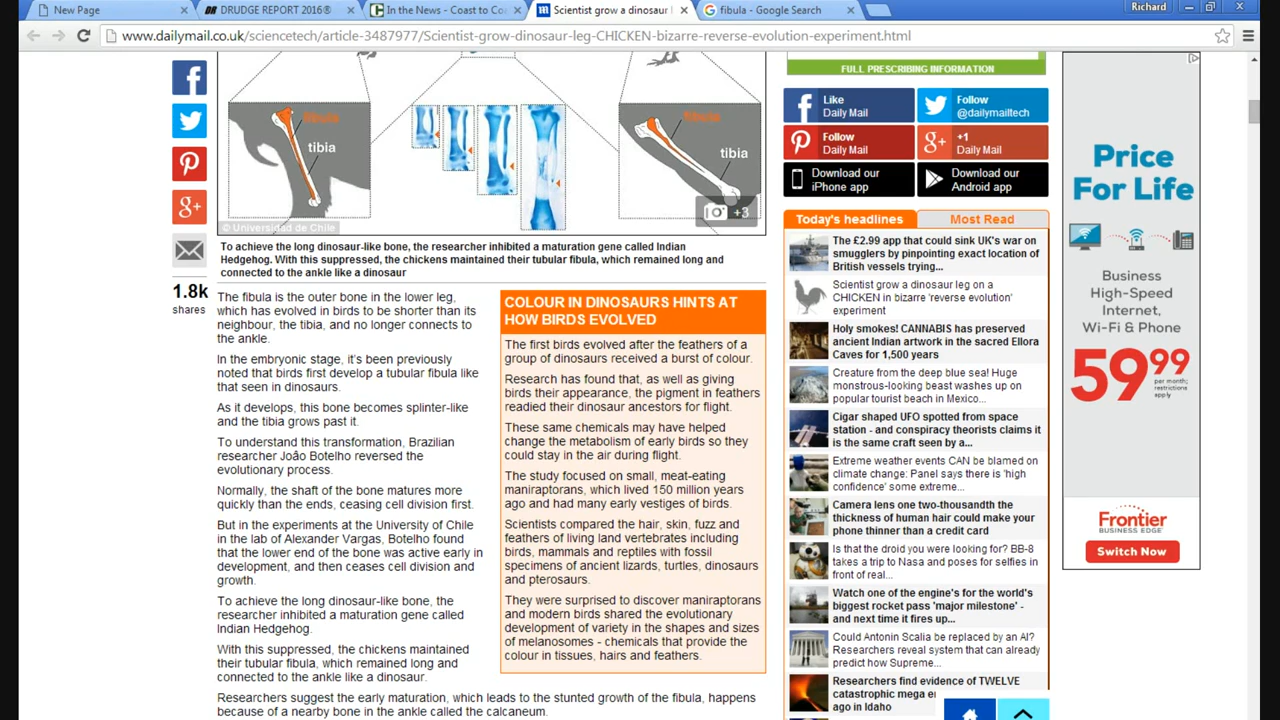 New Page
DRUDGE REPORT 2016®
In the News - Coast to Co
Scientist grow a dinosaur
fibula - Google Search
Richard
www.dailymail.co.uk/sciencetech/article-3487977/Scientist-grow-dinosaur-leg-CHICKEN-bizarre-reverse-evolution-experiment.html
fibula
tibia
fibula
tibia
+3
© Universidad de Chile
To achieve the long dinosaur-like bone, the researcher inhibited a maturation gene called Indian
Hedgehog. With this suppressed, the chickens maintained their tubular fibula, which remained long and
connected to the ankle like a dinosaur
1.8k
shares
The fibula is the outer bone in the lower leg,
which has evolved in birds to be shorter than its
neighbour, the tibia, and no longer connects to
the ankle.
In the embryonic stage, it's been previously
noted that birds first develop a tubular fibula like
that seen in dinosaurs.
As it develops, this bone becomes splinter-like
and the tibia grows past it.
To understand this transformation, Brazilian
researcher João Botelho reversed the
evolutionary process.
Normally, the shaft of the bone matures more
quickly than the ends, ceasing cell division first.
But in the experiments at the University of Chile
in the lab of Alexander Vargas, Botelho found
that the lower end of the bone was active early in
development, and then ceases cell division and
growth.
To achieve the long dinosaur-like bone, the
researcher inhibited a maturation gene called
Indian Hedgehog.
With this suppressed, the chickens maintained
their tubular fibula, which remained long and
connected to the ankle like a dinosaur.
Researchers suggest the early maturation, which leads to the stunted growth of the fibula, happens
because of a nearby bone in the ankle called the calcaneum.
COLOUR IN DINOSAURS HINTS AT
HOW BIRDS EVOLVED
The first birds evolved after the feathers of a
group of dinosaurs received a burst of colour.
Research has found that, as well as giving
birds their appearance, the pigment in feathers
readied their dinosaur ancestors for flight.
These same chemicals may have helped
change the metabolism of early birds so they
could stay in the air during flight.
The study focused on small, meat-eating
maniraptorans, which lived 150 million years
ago and had many early vestiges of birds.
Scientists compared the hair, skin, fuzz and
feathers of living land vertebrates including
birds, mammals and reptiles with fossil
specimens of ancient lizards, turtles, dinosaurs
and pterosaurs.
They were surprised to discover maniraptorans
and modern birds shared the evolutionary
development of variety in the shapes and sizes
of melanosomes - chemicals that provide the
colour in tissues, hairs and feathers.
FULL PRESCRIBING INFORMATION
Like
Daily Mail
Follow
@dailymailtech
Follow
Daily Mail
+1
Daily Mail
Download our
iPhone app
Download our
Android app
Today's headlines
Most Read
The £2.99 app that could sink UK's war on
smugglers by pinpointing exact location of
British vessels trying...
Scientist grow a dinosaur leg on a
CHICKEN in bizarre 'reverse evolution'
experiment
Holy smokes! CANNABIS has preserved
ancient Indian artwork in the sacred Ellora
Caves for 1,500 years
Creature from the deep blue sea! Huge
monstrous-looking beast washes up on
popular tourist beach in Mexico...
Cigar shaped UFO spotted from space
station - and conspiracy theorists claims it
is the same craft seen by a...
Extreme weather events CAN be blamed on
climate change: Panel says there is 'high
confidence' some extreme...
Camera lens one two-thousandth the
thickness of human hair could make your
phone thinner than a credit card
Is that the droid you were looking for? BB-8
takes a trip to Nasa and poses for selfies in
front of real...
Watch one of the engine's for the world's
biggest rocket pass 'major milestone' -
and next time it fires up...
Could Antonin Scalia be replaced by an AI?
Researchers reveal system that can already
predict how Supreme...
Researchers find evidence of TWELVE
catastrophic mega e
ago in Idaho
Price
For Life
Business
High-Speed
Internet,
Wi-Fi & Phone
5999
per month;
restrictions
apply
Frontier
BUSINESS EDGE
Switch Now